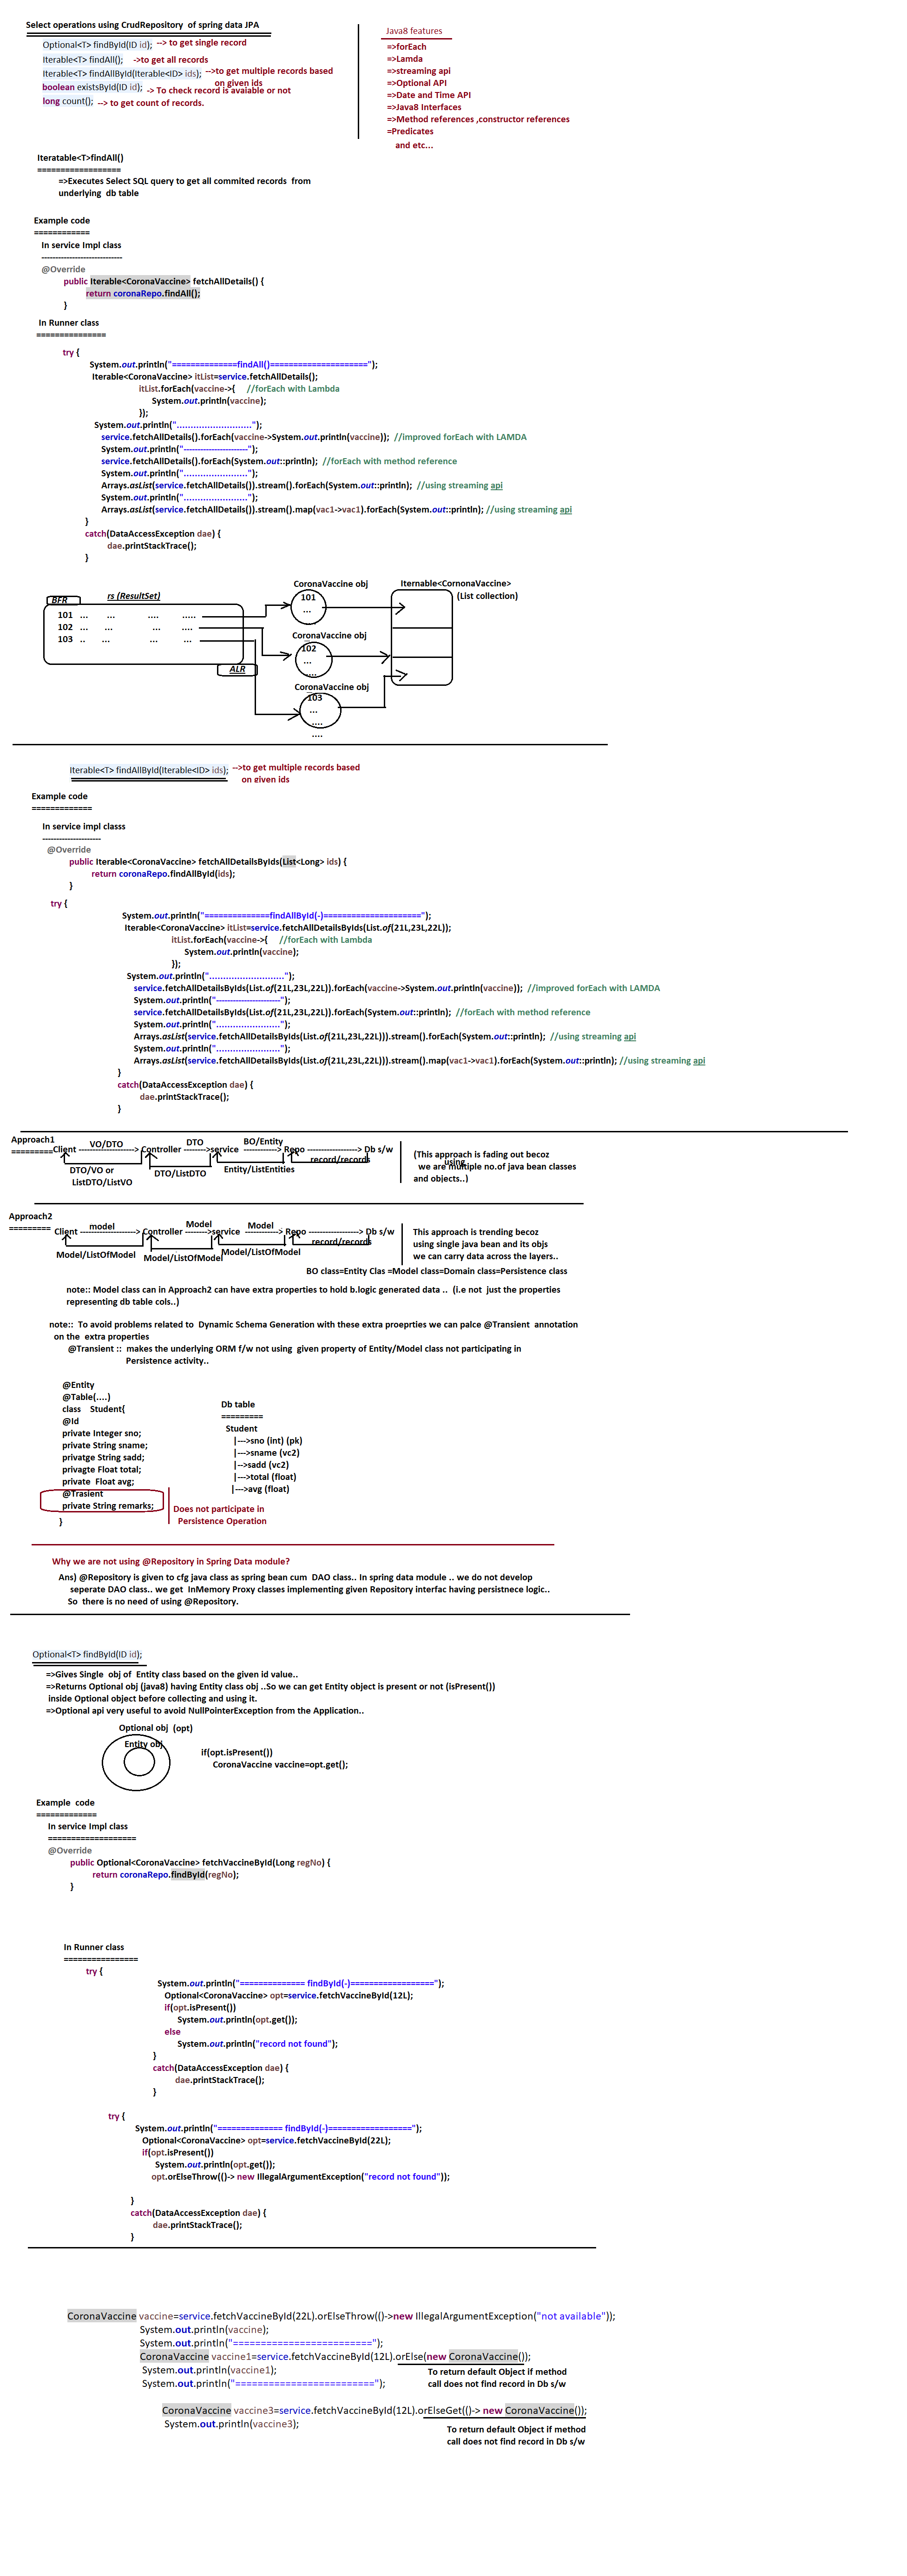 Select operations using CrudRepository  of spring data JPA
Optional<T> findById(ID id);  --> to get single record
Iterable<T> findAll();    ->to get all records
Iterable<T> findAllById(Iterable<ID> ids);  -->to get multiple records based
on given ids
boolean existsById(ID id);  -> To check record is avaiable or not
long count();  --> to get count of records.
Java8 features
=>forEach
=>Lamda
=>streaming api
=>Optional API
=>Date and Time API
=>Java8 Interfaces
=>Method references ,constructor references
=Predicates
and etc...
Iteratable<T>findAll()
==================
=>Executes Select SQL query to get all commited records  from
underlying  db table
Example code
============
In service Impl class
----------------------------
@Override
public Iterable<CoronaVaccine> fetchAllDetails() {
return coronaRepo.findAll();
}
In Runner class
===============
try {
System.out.println("==============findAll()=====================");
Iterable<CoronaVaccine> itList=service.fetchAllDetails();
itList.forEach(vaccine->{     //forEach with Lambda
System.out.println(vaccine);
});
System.out.println("...........................");
service.fetchAllDetails().forEach(vaccine->System.out.println(vaccine));  //improved forEach with LAMDA
System.out.println("-----------------------");
service.fetchAllDetails().forEach(System.out::println);  //forEach with method reference
System.out.println(".......................");
Arrays.asList(service.fetchAllDetails()).stream().forEach(System.out::println);  //using streaming api
System.out.println(".......................");
Arrays.asList(service.fetchAllDetails()).stream().map(vac1->vac1).forEach(System.out::println); //using streaming api
}
catch(DataAccessException dae) {
dae.printStackTrace();
}
BFR
rs (ResultSet)
101  ...  ...  ....  .....
102  ...  ...  ...  ....
103  ..  ...  ...  ...
ALR
CoronaVaccine obj
101
...
CoronaVaccine obj
102
...
....
CoronaVaccine obj
103
...
....
....
Iternable<CornonaVaccine>
(List collection)
Iterable<T> findAllById(Iterable<ID> ids);  -->to get multiple records based
on given ids
Example code
=============
In service impl classs
--------------------
@Override
public Iterable<CoronaVaccine> fetchAllDetailsByIds(List<Long> ids) {
return coronaRepo.findAllById(ids);
}
try {
System.out.println("==============findAllById(-)=====================");
Iterable<CoronaVaccine> itList=service.fetchAllDetailsByIds(List.of(21L,23L,22L));
itList.forEach(vaccine->{     //forEach with Lambda
System.out.println(vaccine);
});
System.out.println("...........................");
service.fetchAllDetailsByIds(List.of(21L,23L,22L)).forEach(vaccine->System.out.println(vaccine));  //improved forEach with LAMDA
System.out.println("-----------------------");
service.fetchAllDetailsByIds(List.of(21L,23L,22L)).forEach(System.out::println);  //forEach with method reference
System.out.println(".......................");
Arrays.asList(service.fetchAllDetailsByIds(List.of(21L,23L,22L))).stream().forEach(System.out::println);  //using streaming api
System.out.println(".......................");
Arrays.asList(service.fetchAllDetailsByIds(List.of(21L,23L,22L))).stream().map(vac1->vac1).forEach(System.out::println); //using streaming api
}
catch(DataAccessException dae) {
dae.printStackTrace();
}
Approach1
=========
VO/DTO  DTO  BO/Entity
Client --------------------> Controller -------->service ------------> Repo ------------------> Db s/w
record/records
DTO/VO or
ListDTO/ListVO
DTO/ListDTO
Entity/ListEntities
(This approach is fading out becoz
using
we are multiple no.of java bean classes
and objects..)
Approach2
=========
model  Model  Model
Client --------------------> Controller -------->service ------------> Repo ------------------> Db s/w
record/records
Model/ListOfModel
Model/ListOfModel
Model/ListOfModel
This approach is trending becoz
using single java bean and its objs
we can carry data across the layers..
BO class=Entity Clas =Model class=Domain class=Persistence class
note:: Model class can in Approach2 can have extra properties to hold b.logic generated data ..  (i.e not  just the properties
representing db table cols..)
note::  To avoid problems related to  Dynamic Schema Generation with these extra proeprties we can palce @Transient  annotation
on the  extra properties
@Transient ::  makes the underlying ORM f/w not using  given property of Entity/Model class not participating in
Persistence activity..
@Entity
@Table(....)
class    Student{
@Id
private Integer sno;
private String sname;
privatge String sadd;
privagte Float total;
private  Float avg;
@Trasient
private String remarks;
}
Does not participate in
Persistence Operation
Db table
=========
Student
|--->sno (int) (pk)
|--->sname (vc2)
|-->sadd (vc2)
|--->total (float)
|--->avg (float)
Why we are not using @Repository in Spring Data module?
Ans) @Repository is given to cfg java class as spring bean cum  DAO class.. In spring data module .. we do not develop
seperate DAO class.. we get  InMemory Proxy classes implementing given Repository interfac having persistnece logic..
So  there is no need of using @Repository.
Optional<T> findById(ID id);
=>Gives Single  obj of  Entity class based on the given id value..
=>Returns Optional obj (java8) having Entity class obj ..So we can get Entity object is present or not (isPresent())
inside Optional object before collecting and using it.
=>Optional api very useful to avoid NullPointerException from the Application..
Optional obj  (opt)
Entity obj
if(opt.isPresent())
CoronaVaccine vaccine=opt.get();
Example  code
=============
In service Impl class
===================
@Override
public Optional<CoronaVaccine> fetchVaccineById(Long regNo) {
return coronaRepo.findById(regNo);
}
In Runner class
================
try {
System.out.println("============== findById(-)==================");
Optional<CoronaVaccine> opt=service.fetchVaccineById(12L);
if(opt.isPresent())
System.out.println(opt.get());
else
System.out.println("record not found");
}
catch(DataAccessException dae) {
dae.printStackTrace();
}
try {
System.out.println("============== findById(-)==================");
Optional<CoronaVaccine> opt=service.fetchVaccineById(22L);
if(opt.isPresent())
System.out.println(opt.get());
opt.orElseThrow(()-> new IllegalArgumentException("record not found"));
}
catch(DataAccessException dae) {
dae.printStackTrace();
}
CoronaVaccine vaccine=service.fetchVaccineById(22L).orElseThrow(()->new IllegalArgumentException("not available"));
System.out.println(vaccine);
System.out.println("=========================");
CoronaVaccine vaccine1=service.fetchVaccineById(12L).orElse(new CoronaVaccine());
System.out.println(vaccine1);
To return default Object if method
call does not find record in Db s/w
System.out.println("=========================");
CoronaVaccine vaccine3=service.fetchVaccineById(12L).orElseGet(()-> new CoronaVaccine());
System.out.println(vaccine3);
To return default Object if method
call does not find record in Db s/w